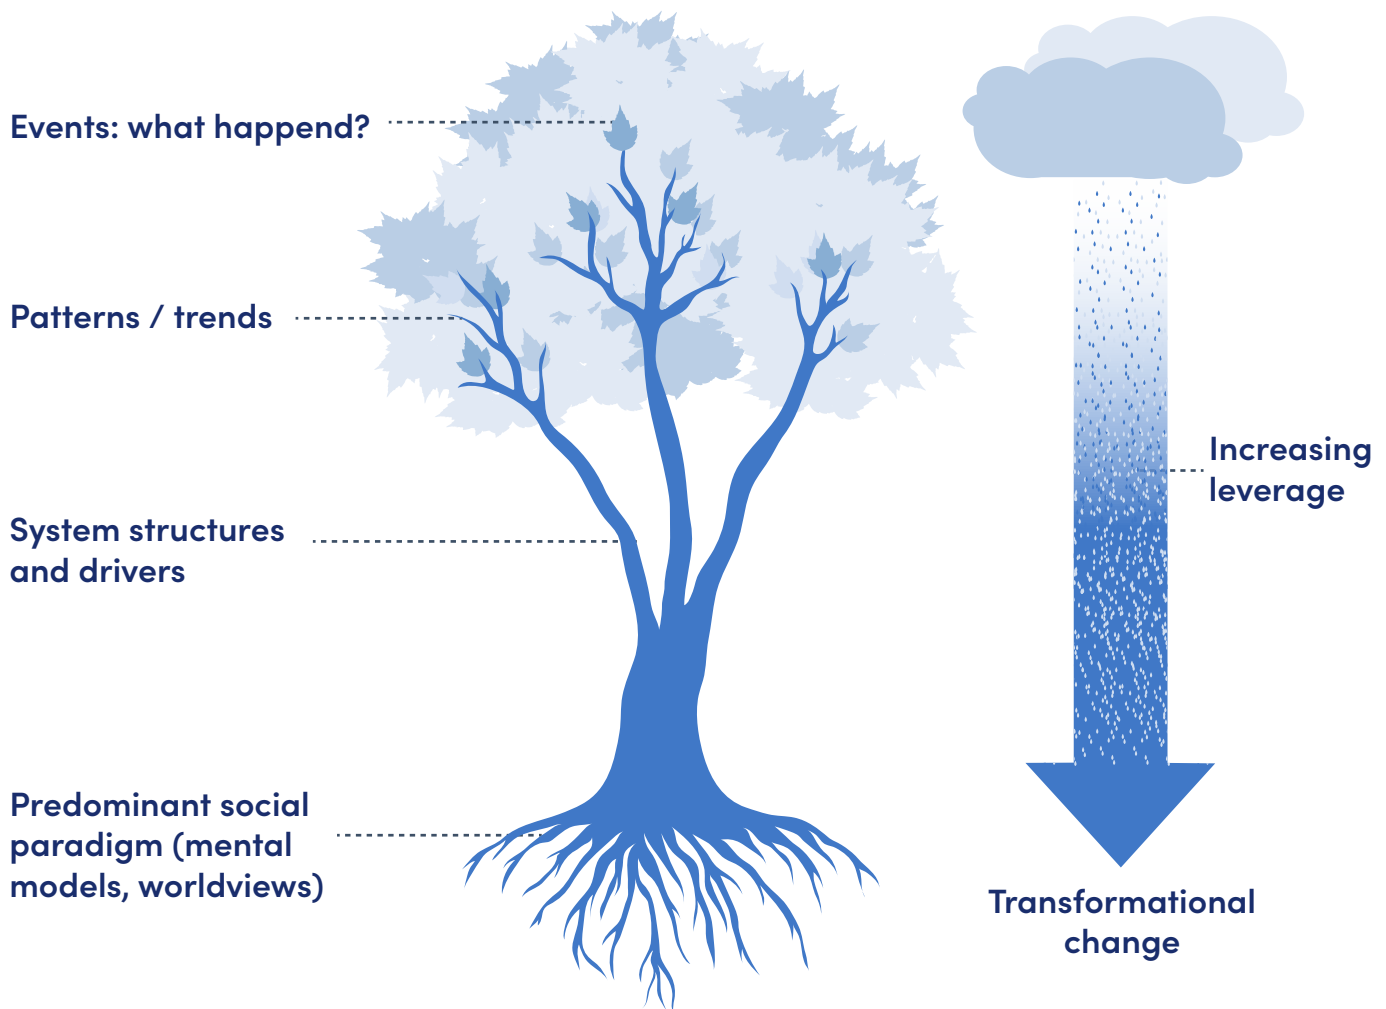 Events: what happend?
Patterns / trends
System structures
and drivers
Predominant social
paradigm (mental
models, worldviews)
Increasing
leverage
Transformational
change